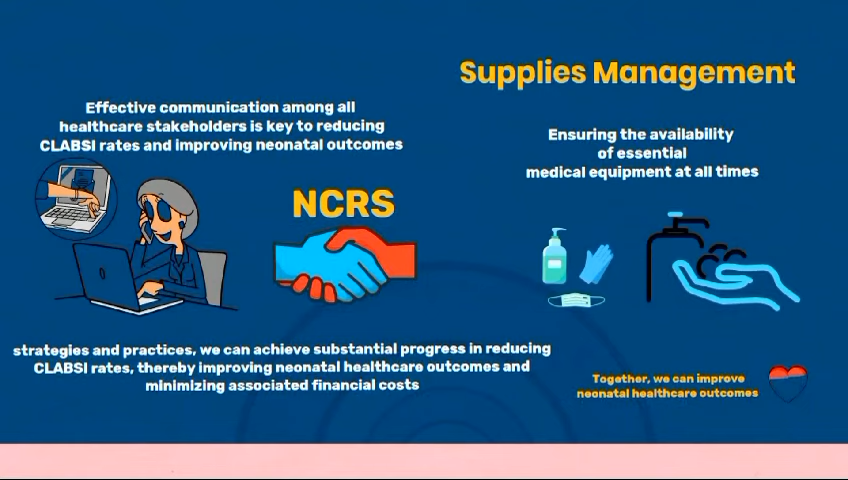 Supplies Management
Effective communication among all
healthcare stakeholders is key to reducing
CLABSI rates and improving neonatal outcomes
Ensuring the availability
of essential
medical equipment at all times
NCRS
strategies and practices, we can achieve substantial progress in reducing
CLABSI rates, thereby improving neonatal healthcare outcomes and
minimizing associated financial costs
Together, we can improve
neonatal healthcare outcomes